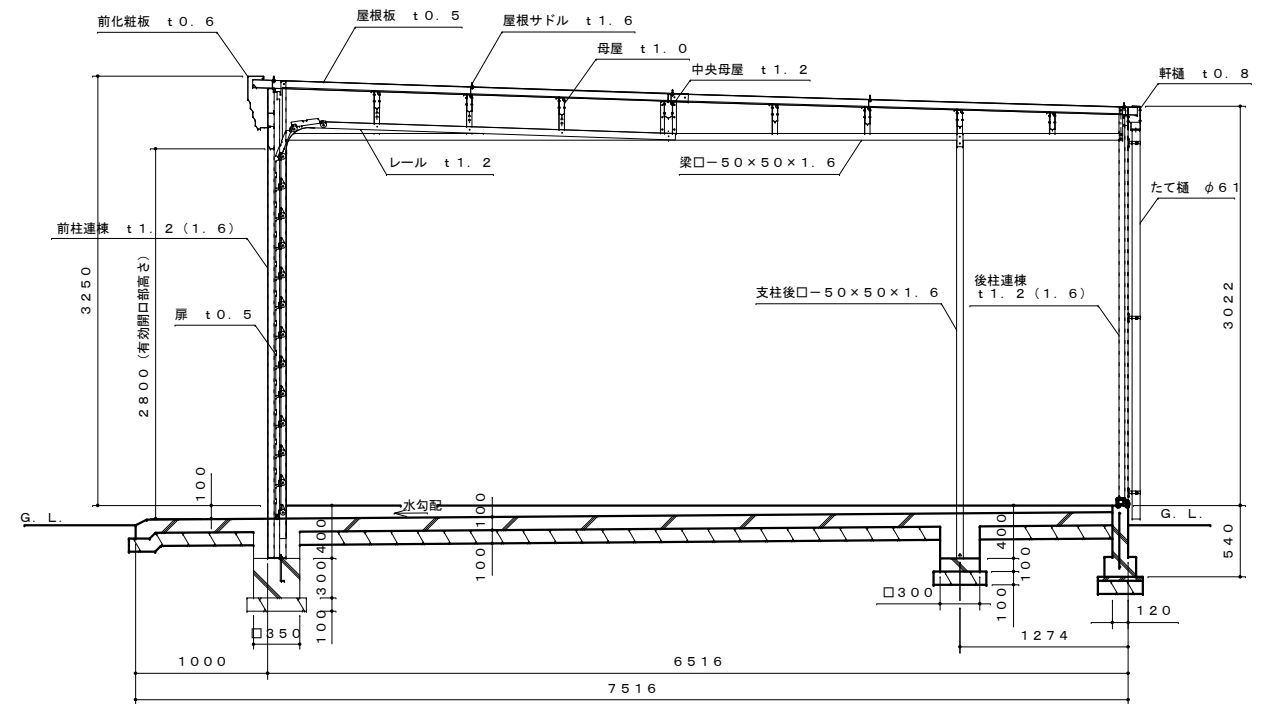 前化粧板 ｔ０．６
屋根板 ｔ０．５
屋根サドル ｔ１．６
母屋 ｔ１．０
中央母屋 ｔ１．２
軒樋 ｔ０．８
レール ｔ１．２
梁口－５０×５０×１．６
たて樋 φ６１
前柱連棟 ｔ１．２（１．６）
３２５０
２８００（有効開口部高さ）
扉 ｔ０．５
支柱後口－５０×５０×１．６
後柱連棟
ｔ１．２（１．６）
３０２２
１００
水勾配
１００
Ｇ．Ｌ．
Ｇ．Ｌ．
４００
１００
４００
１００
５４０
３００
１００
１００
□３００
１２０
□３５０
１２７４
１０００
６５１６
７５１６